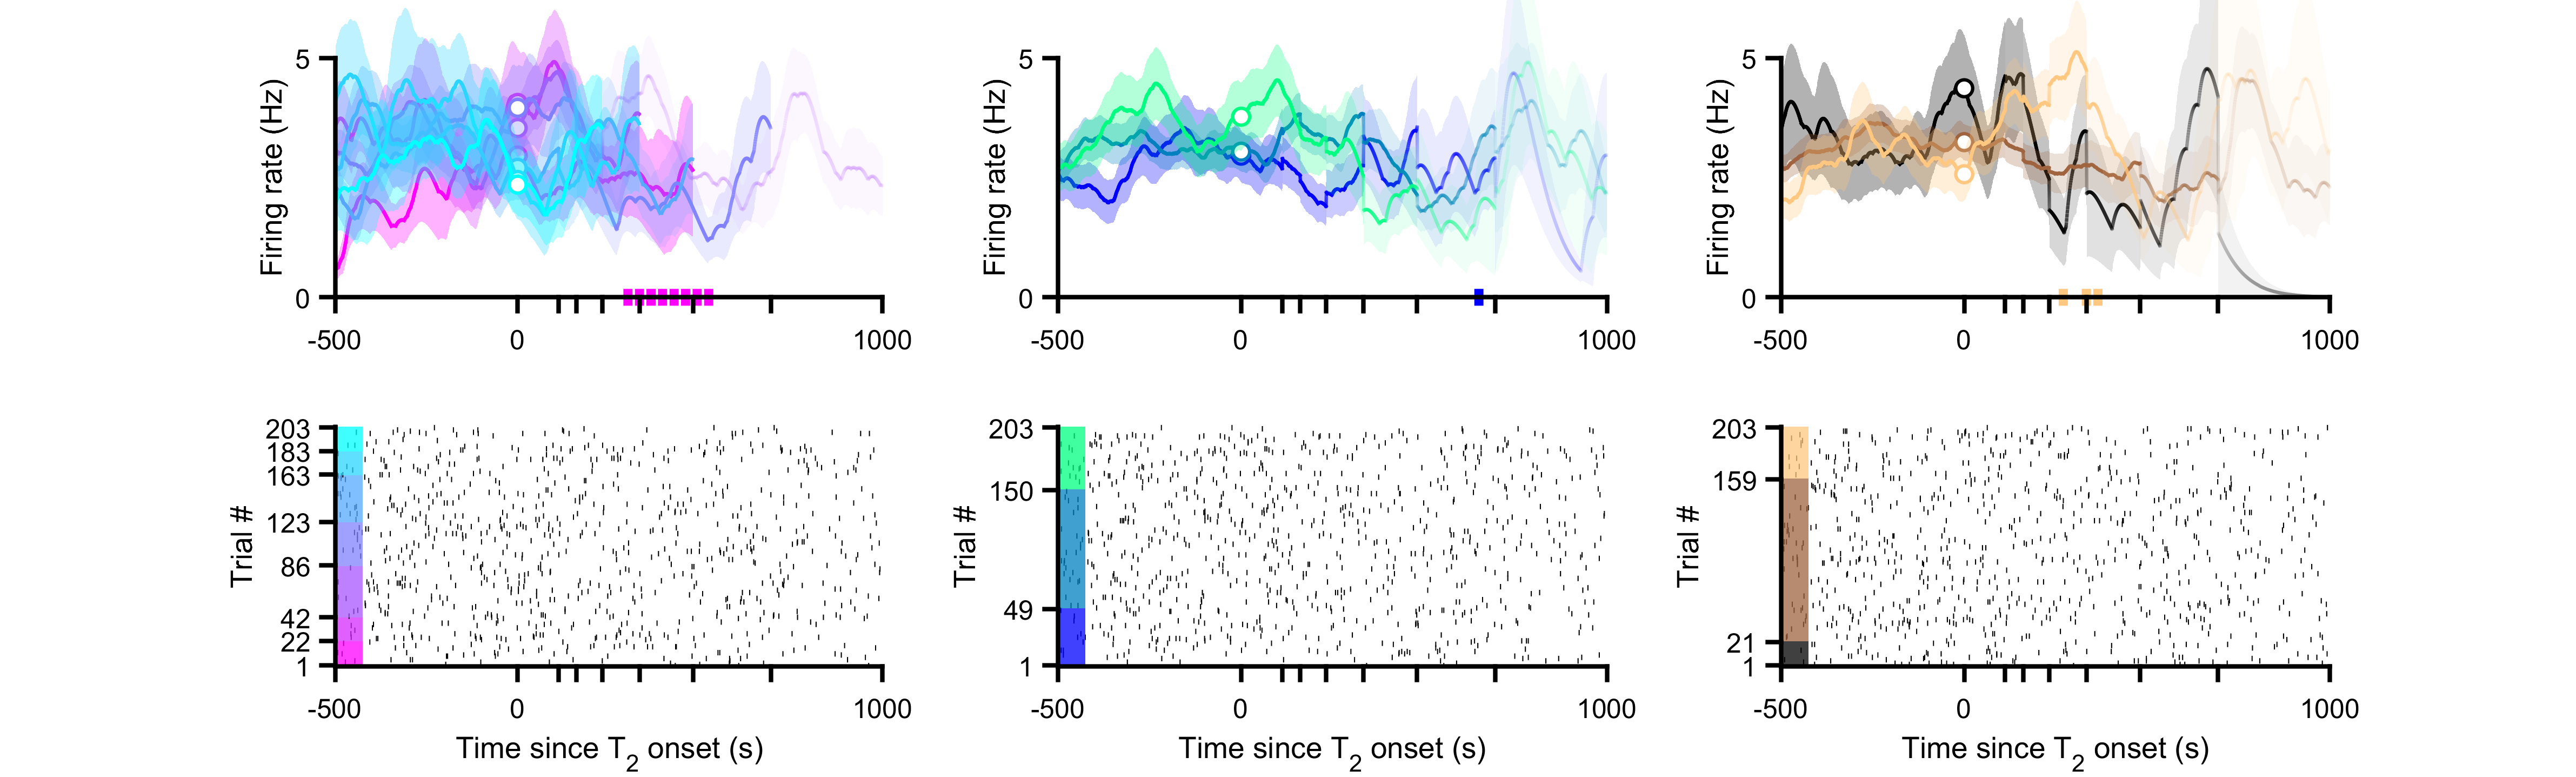 5
Firing rate (Hz)
0
-500 0 1000
5
Firing rate (Hz)
0
-500 0 1000
5
Firing rate (Hz)
0
-500 0 1000
203
183
163
123
86
42
22
1
Trial #
-500 0 1000
Time since T2 onset (s)
203
150
49
1
Trial #
-500 0 1000
Time since T2 onset (s)
203
159
21
1
Trial #
-500 0 1000
Time since T2 onset (s)